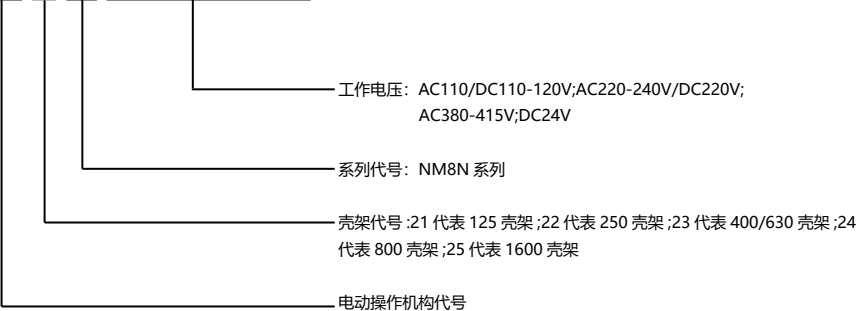 工作电压：AC110/DC110-120V;AC220-240V/DC220V;
AC380-415V;DC24V
系列代号：NM8N 系列
壳架代号 :21 代表 125 壳架 ;22 代表 250 壳架 ;23 代表 400/630 壳架 ;24
代表 800 壳架 ;25 代表 1600 壳架
电动操作机构代号